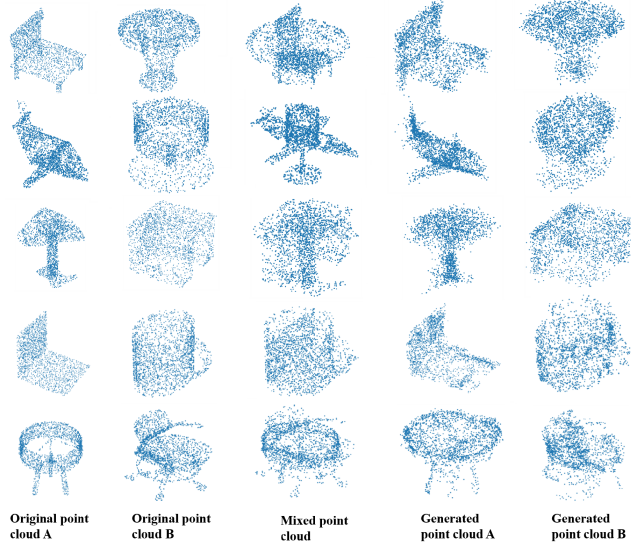 Original point
cloud A
Original point
cloud B
Mixed point
cloud
Generated
point cloud A
Generated
point cloud B